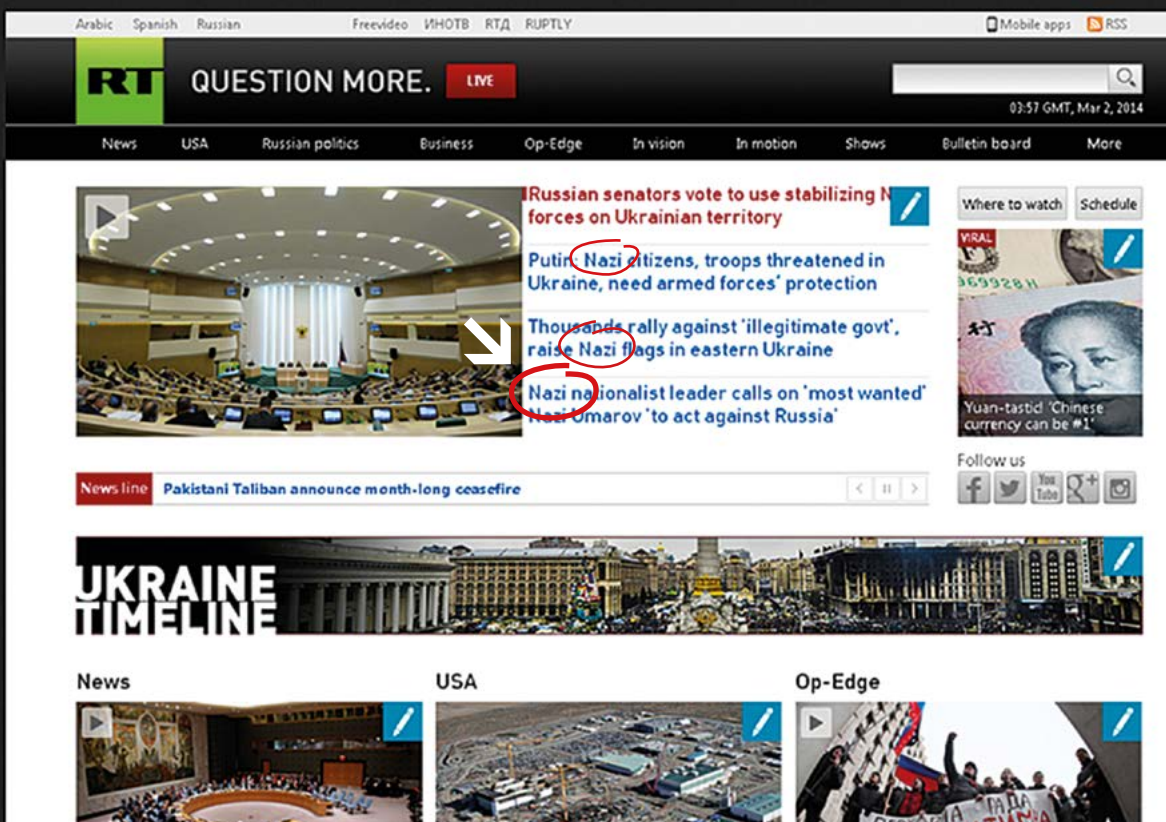 Arabic Spanish Russian Freevideo ИНОТВ RTД RUPTLY Mobile apps RSS
RT QUESTION MORE. LIVE
03:57 GMT, Mar 2, 2014
News USA Russian politics Business Op-Edge In vision In motion Shows Bulletin board More
Russian senators vote to use stabilizing N
forces on Ukrainian territory
Putin: Nazi citizens, troops threatened in
Ukraine, need armed forces' protection
Thousands rally against 'illegitimate govt',
raise Nazi flags in eastern Ukraine
Nazi nationalist leader calls on 'most wanted'
Nazi Umarov 'to act against Russia'
Where to watch Schedule
VIRAL
369928H
Yuan-tastic! 'Chinese
currency can be #1'
Follow us
f You Tube g+
News line Pakistani Taliban announce month-long ceasefire
UKRAINE
TIMELINE
News USA Op-Edge